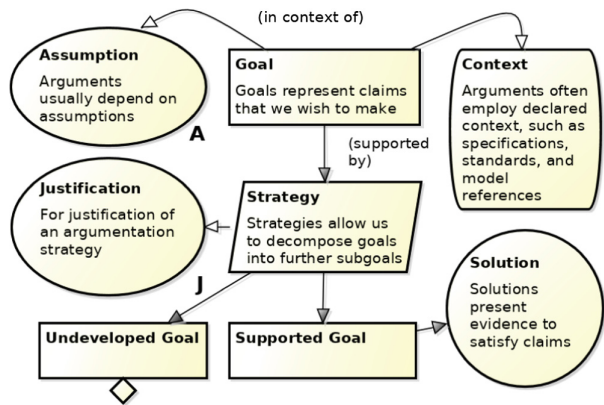 (in context of)
Assumption
Arguments
usually depend on
assumptions
A
Goal
Goals represent claims
that we wish to make
Context
Arguments often
employ declared
context, such as
specifications,
standards, and
model
references
(supported
by)
Justification
For justification of
an argumentation
strategy
J
Strategy
Strategies allow us
to decompose goals
into further subgoals
Solution
Solutions
present
evidence to
satisfy claims
Undeveloped Goal
Supported Goal